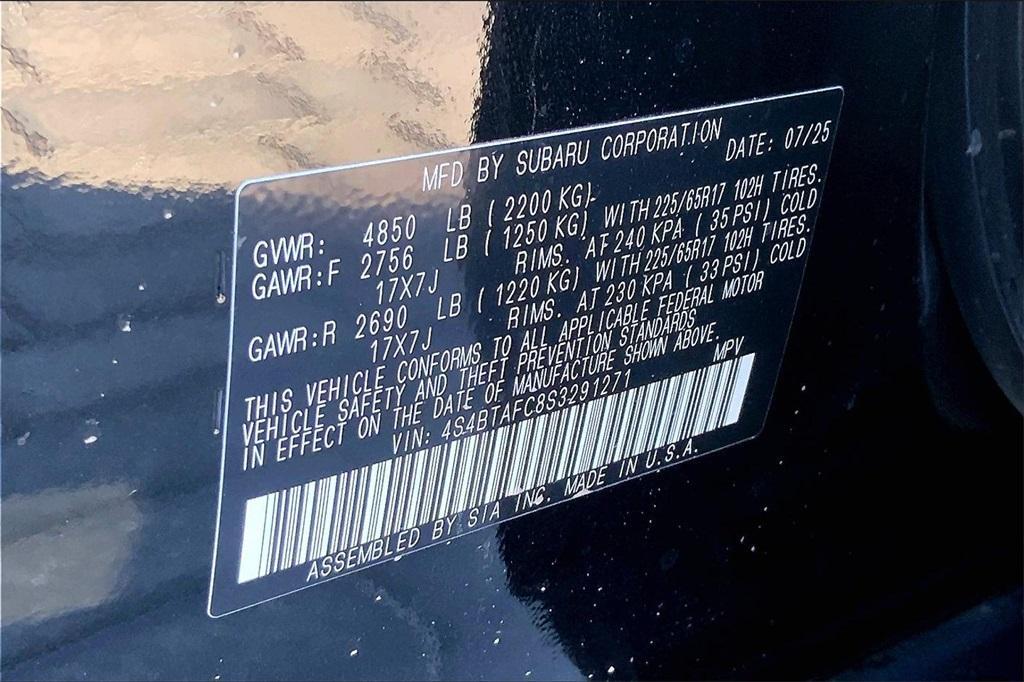 MFD BY SUBARU CORPORATION
DATE: 07/25
GVWR: 4850 LB (2200 KG)
GAWR:F 2756 LB (1250 KG) WITH 225/65R17 102H TIRES.
17X7J RIMS. AT 240 KPA (35 PSI) COLD
GAWR:R 2690 LB (1220 KG) WITH 225/65R17 102H TIRES.
17X7J RIMS. AT 230 KPA (33 PSI) COLD
THIS VEHICLE CONFORMS TO ALL APPLICABLE FEDERAL MOTOR
VEHICLE SAFETY AND THEFT PREVENTION STANDARDS
IN EFFECT ON THE DATE OF MANUFACTURE SHOWN ABOVE.
VIN: 4S4BTAFC8S3291271 MPV
ASSEMBLED BY SIA INC. MADE IN U.S.A.